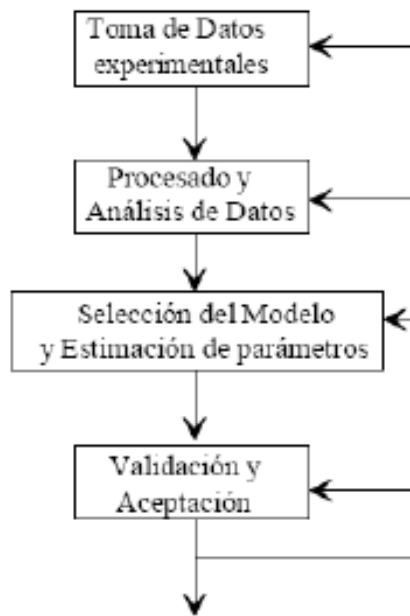 Toma de Datos
experimentales
Procesado y
Análisis de Datos
Selección del Modelo
y Estimación de parámetros
Validación y
Aceptación